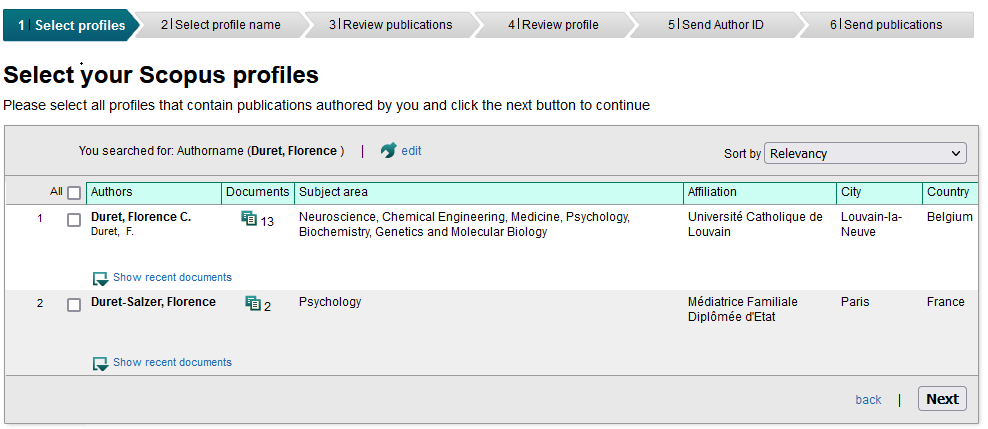 1 | Select profiles 2 | Select profile name 3 | Review publications 4 | Review profile 5 | Send Author ID 6 | Send publications
Select your Scopus profiles
Please select all profiles that contain publications authored by you and click the next button to continue
You searched for: Authorname (Duret, Florence ) | edit Sort by Relevancy
All Authors Documents Subject area Affiliation City Country
1 Duret, Florence C. 13 Neuroscience, Chemical Engineering, Medicine, Psychology, Université Catholique de Louvain-la- Belgium
Duret, F. Biochemistry, Genetics and Molecular Biology Louvain Neuve
Show recent documents
2 Duret-Salzer, Florence 2 Psychology Médiatrice Familiale Paris France
Diplômée d'Etat
Show recent documents
back | Next